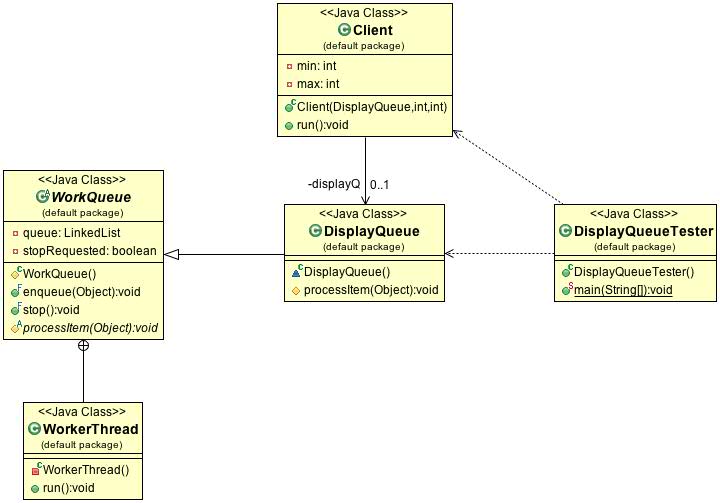 <<Java Class>>
Client
(default package)
min: int
max: int
Client(DisplayQueue,int,int)
run():void
-displayQ 0..1
<<Java Class>>
WorkQueue
(default package)
queue: LinkedList
stopRequested: boolean
WorkQueue()
enqueue(Object):void
stop():void
processItem(Object):void
<<Java Class>>
DisplayQueue
(default package)
DisplayQueue()
processItem(Object):void
<<Java Class>>
DisplayQueueTester
(default package)
DisplayQueueTester()
main(String[]):void
<<Java Class>>
WorkerThread
(default package)
WorkerThread()
run():void